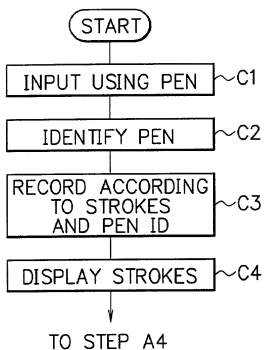 START
INPUT USING PEN C1
IDENTIFY PEN C2
RECORD ACCORDING
TO STROKES C3
AND PEN ID
DISPLAY STROKES C4
TO STEP A4